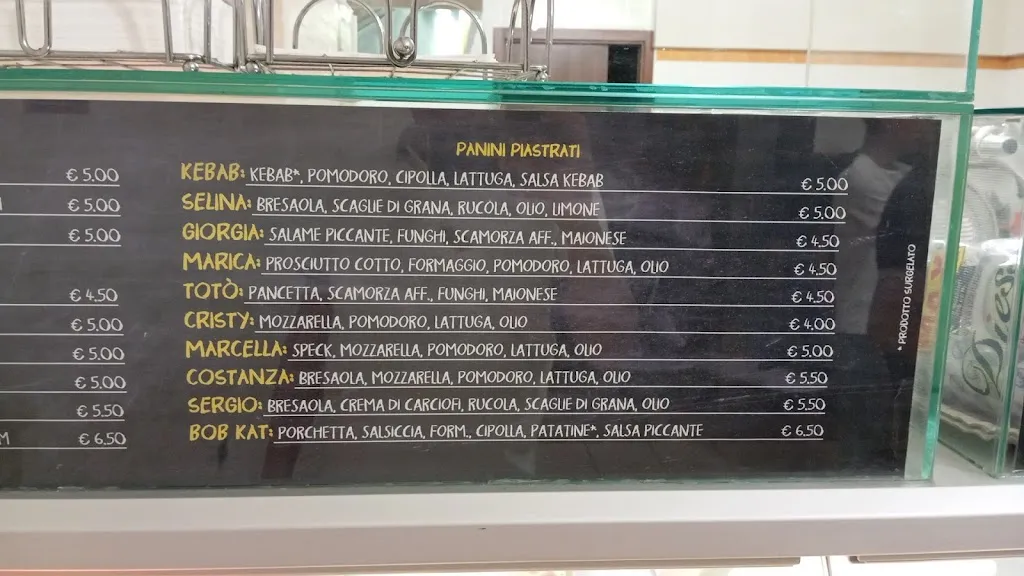 PANINI PIASTRATI
€ 5.00
€ 5.00
€ 5.00
€ 4.50
€ 5.00
€ 5.00
€ 5.00
€ 5.50
M € 6.50
KEBAB: KEBAB*, POMODORO, CIPOLLA, LATTUGA, SALSA KEBAB € 5.00
SELINA: BRESAOLA, SCAGLIE DI GRANA, RUCOLA, OLIO, LIMONE € 5.00
GIORGIA: SALAME PICCANTE, FUNGHI, SCAMORZA AFF., MAIONESE € 4.50
MARICA: PROSCIUTTO COTTO, FORMAGGIO, POMODORO, LATTUGA, OLIO € 4.50
TOTÒ: PANCETTA, SCAMORZA AFF., FUNGHI, MAIONESE € 4.50
CRISTY: MOZZARELLA, POMODORO, LATTUGA, OLIO € 4.00
MARCELLA: SPECK, MOZZARELLA, POMODORO, LATTUGA, OLIO € 5.00
COSTANZA: BRESAOLA, MOZZARELLA, POMODORO, LATTUGA, OLIO € 5.50
SERGIO: BRESAOLA, CREMA DI CARCIOFI, RUCOLA, SCAGLIE DI GRANA, OLIO € 5.50
BOB KAT: PORCHETTA, SALSICCIA, FORM., CIPOLLA, PATATINE*, SALSA PICCANTE € 6.50
* PRODOTTO SURGELATO